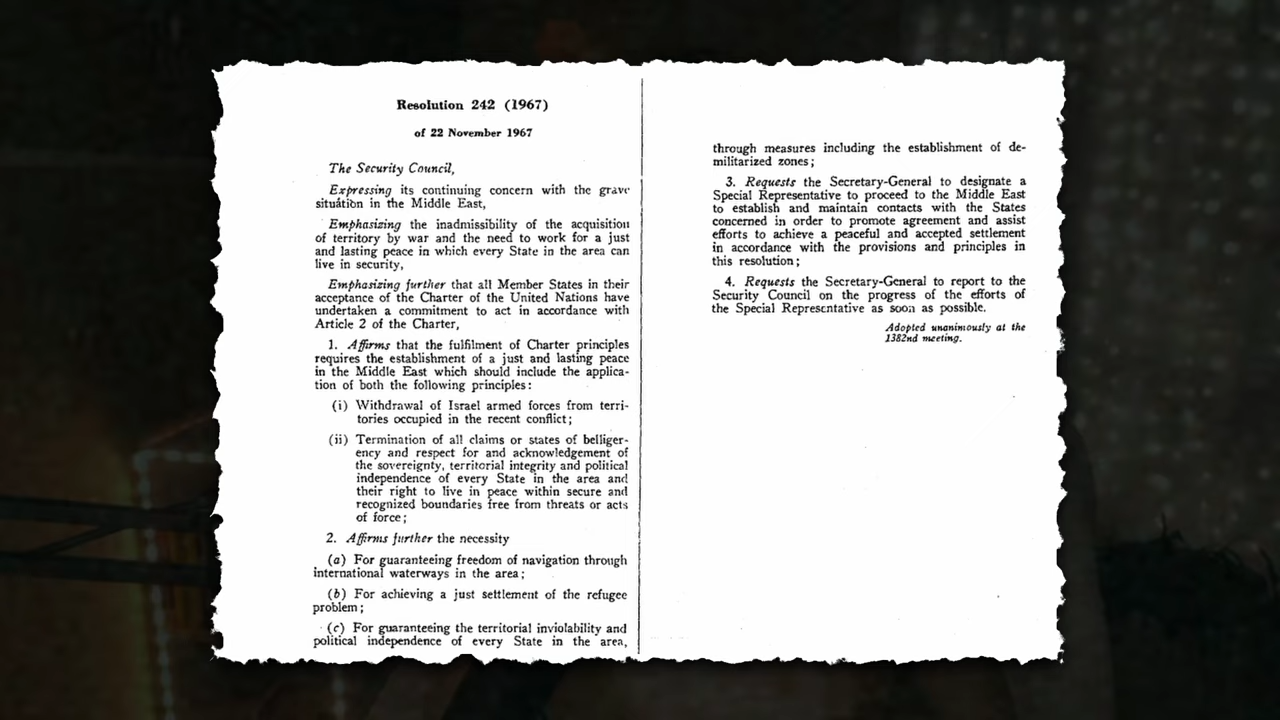 Resolution 242 (1967)
of 22 November 1967
The Security Council,
Expressing its continuing concern with the grave
situation in the Middle East,
Emphasizing the inadmissibility of the acquisition
of territory by war and the need to work for a just
and lasting peace in which every State in the area can
live in security,
Emphasizing further that all Member States in their
acceptance of the Charter of the United Nations have
undertaken a commitment to act in accordance with
Article 2 of the Charter,
1. Affirms that the fulfilment of Charter principles
requires the establishment of a just and lasting peace
in the Middle East which should include the applica-
tion of both the following principles:
(i) Withdrawal of Israel armed forces from terri-
tories occupied in the recent conflict;
(ii) Termination of all claims or states of belliger-
ency and respect for and acknowledgement of
the sovereignty, territorial integrity and political
independence of every State in the area and
their right to live in peace within secure and
recognized boundaries free from threats or acts
of force;
2. Affirms further the necessity
(a) For guaranteeing freedom of navigation through
international waterways in the area;
(b) For achieving a just settlement of the refugee
problem;
(c) For guaranteeing the territorial inviolability and
political independence of every State in the area,
through measures including the establishment of de-
militarized zones;
3. Requests the Secretary-General to designate a
Special Representative to proceed to the Middle East
to establish and maintain contacts with the States
concerned in order to promote agreement and assist
efforts to achieve a peaceful and accepted settlement
in accordance with the provisions and principles in
this resolution;
4. Requests the Secretary-General to report to the
Security Council on the progress of the efforts of
the Special Representative as soon as possible.
Adopted unanimously at the
1382nd meeting.